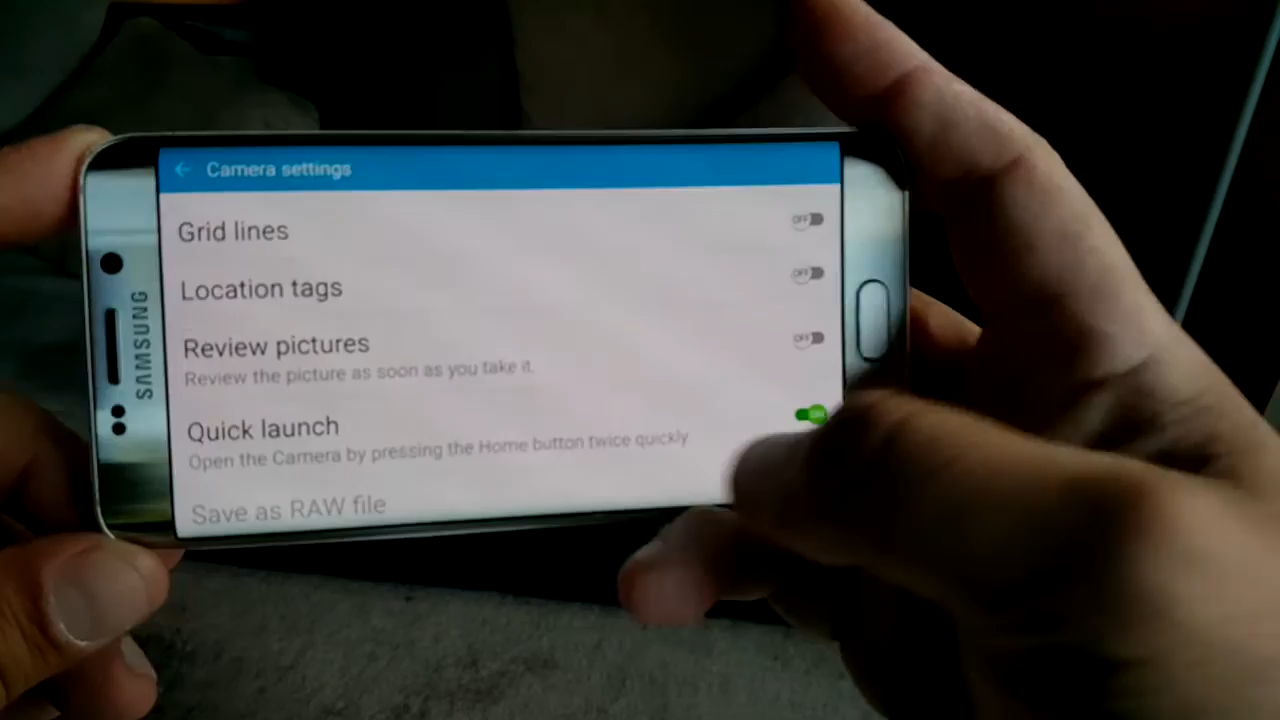 Camera settings
Grid lines
OFF
Location tags
OFF
Review pictures
Review the picture as soon as you take it.
OFF
Quick launch
Open the Camera by pressing the Home button twice quickly
ON
Save as RAW file
SAMSUNG